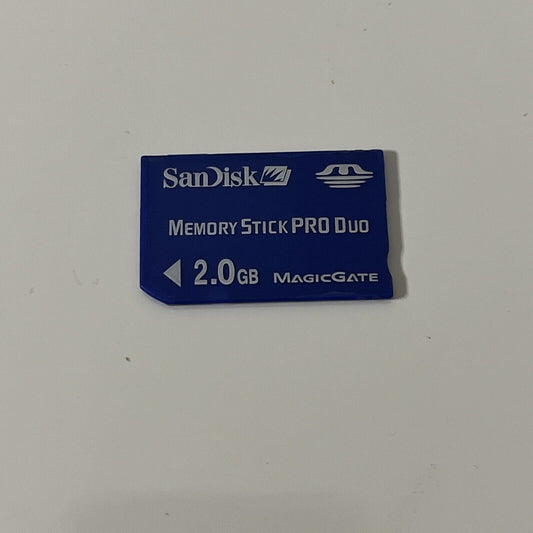 SanDisk
MEMORY STICK PRO DUO
2.0GB MAGICGATE